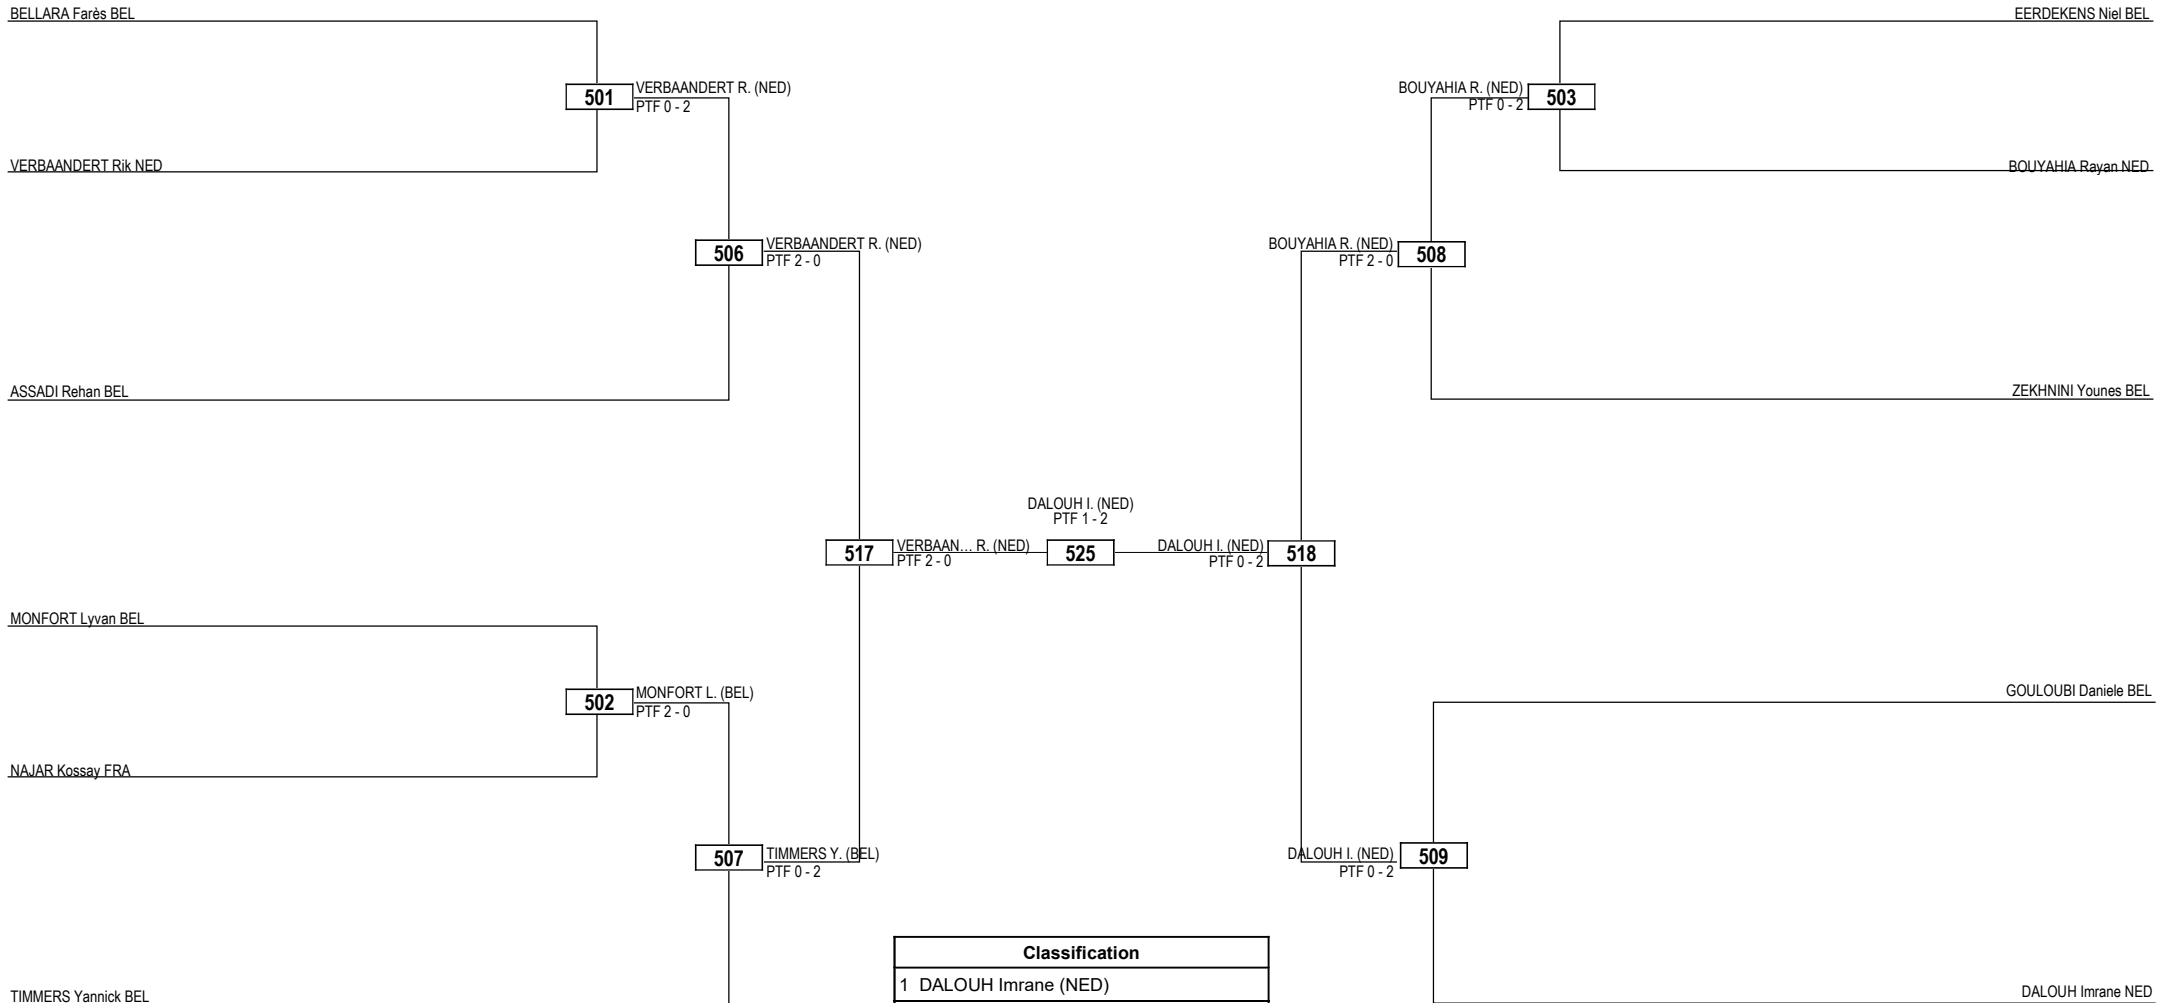 BELLARA Farès BEL
EERDEKENS Niel BEL
501
VERBAANDERT R. (NED)
PTF 0 - 2
BOUYAHIA R. (NED)
PTF 0 - 2
503
VERBAANDERT Rik NED
BOUYAHIA Rayan NED
506
VERBAANDERT R. (NED)
PTF 2 - 0
BOUYAHIA R. (NED)
PTF 2 - 0
508
ASSADI Rehan BEL
ZEKHNINI Younes BEL
DALOUH I. (NED)
PTF 1 - 2
517
VERBAAN... R. (NED)
PTF 2 - 0
525
DALOUH I. (NED)
PTF 0 - 2
518
MONFORT Lyvan BEL
502
MONFORT L. (BEL)
PTF 2 - 0
GOULOUBI Daniele BEL
NAJAR Kossay FRA
507
TIMMERS Y. (BEL)
PTF 0 - 2
DALOUH I. (NED)
PTF 0 - 2
509
Classification
1 DALOUH Imrane (NED)
TIMMERS Yannick BEL
DALOUH Imrane NED